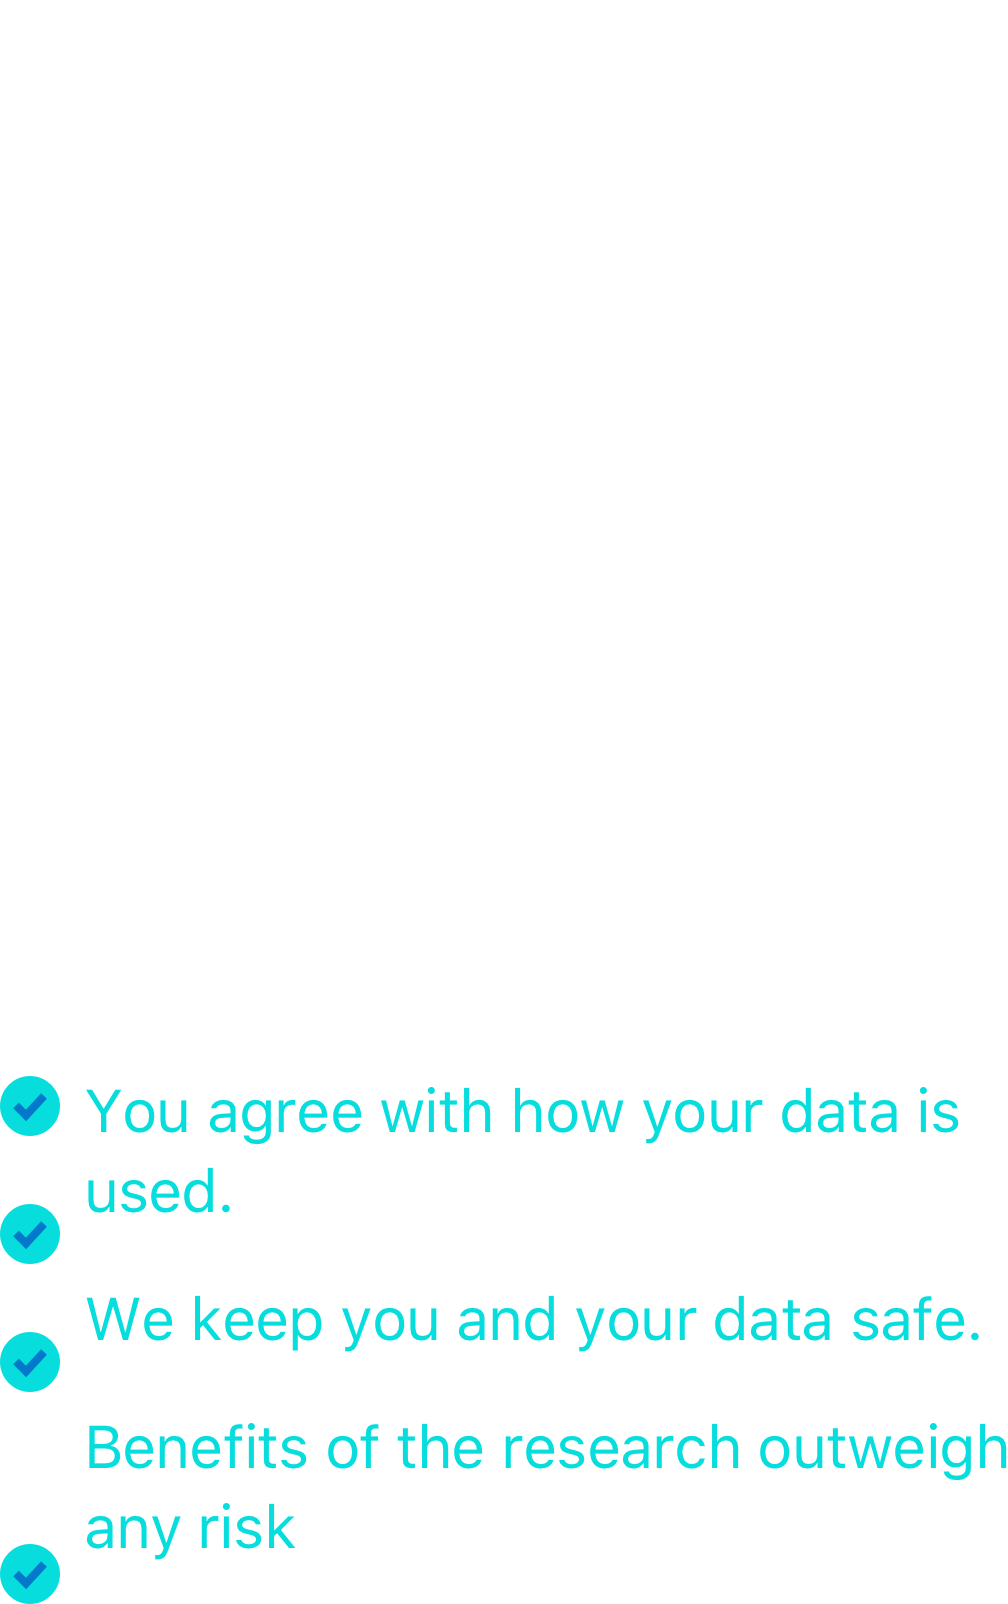 You agree with how your data is
used.
We keep you and your data safe.
Benefits of the research outweigh
any risk